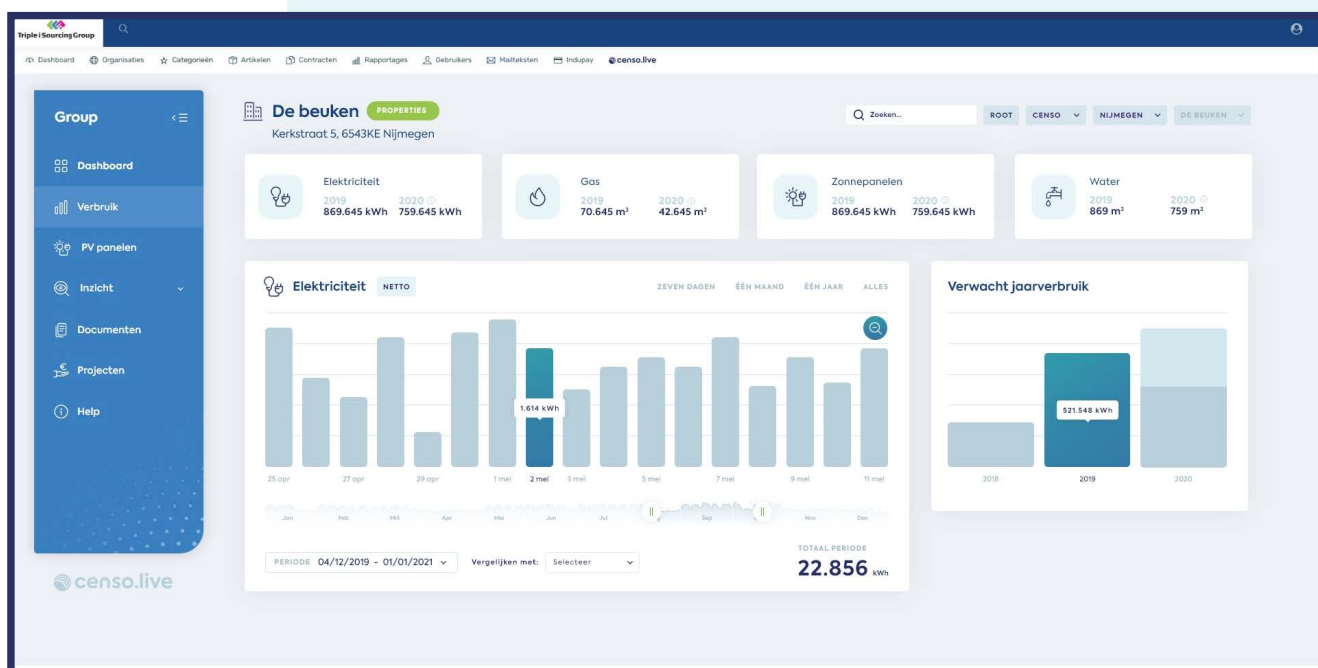 Triple i Sourcing Group
Dashboard Organisaties Categorieën Artikelen Contracten Rapportages Gebruikers Mailteksten Indupay censo.live
Group
Dashboard
Verbruik
PV panelen
Inzicht
Documenten
Projecten
Help
censo.live
De beuken PROPERTIES
Kerkstraat 5, 6543KE Nijmegen
Zoeken... ROOT CENSO NIJMEGEN DE BEUKEN
Elektriciteit
2019 2020
869.645 kWh 759.645 kWh
Gas
2019 2020
70.645 m³ 42.645 m³
Zonnepanelen
2019 2020
869.645 kWh 759.645 kWh
Water
2019 2020
869 m³ 759 m³
Elektriciteit NETTO ZEVEN DAGEN ÉÉN MAAND ÉÉN JAAR ALLES
1.614 kWh
25 apr 27 apr 29 apr 1 mei 2 mei 3 mei 5 mei 7 mei 9 mei 11 mei
Jan Feb Mrt Apr Mei Jun Jul Sep Nov Dec
PERIODE 04/12/2019 - 01/01/2021 Vergelijken met: Selecteer
TOTAAL PERIODE
22.856 kWh
Verwacht jaarverbruik
521.548 kWh
2018 2019 2020